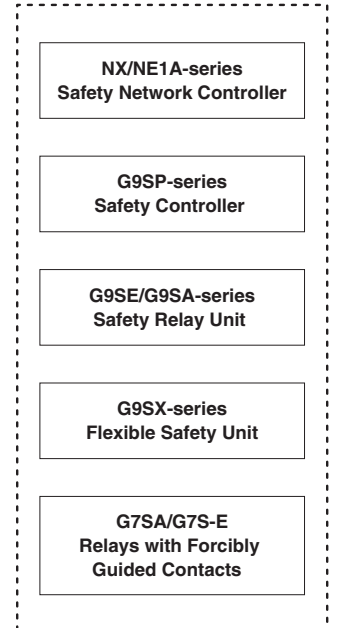 NX/NE1A-series
Safety Network Controller
G9SP-series
Safety Controller
G9SE/G9SA-series
Safety Relay Unit
G9SX-series
Flexible Safety Unit
G7SA/G7S-E
Relays with Forcibly
Guided Contacts